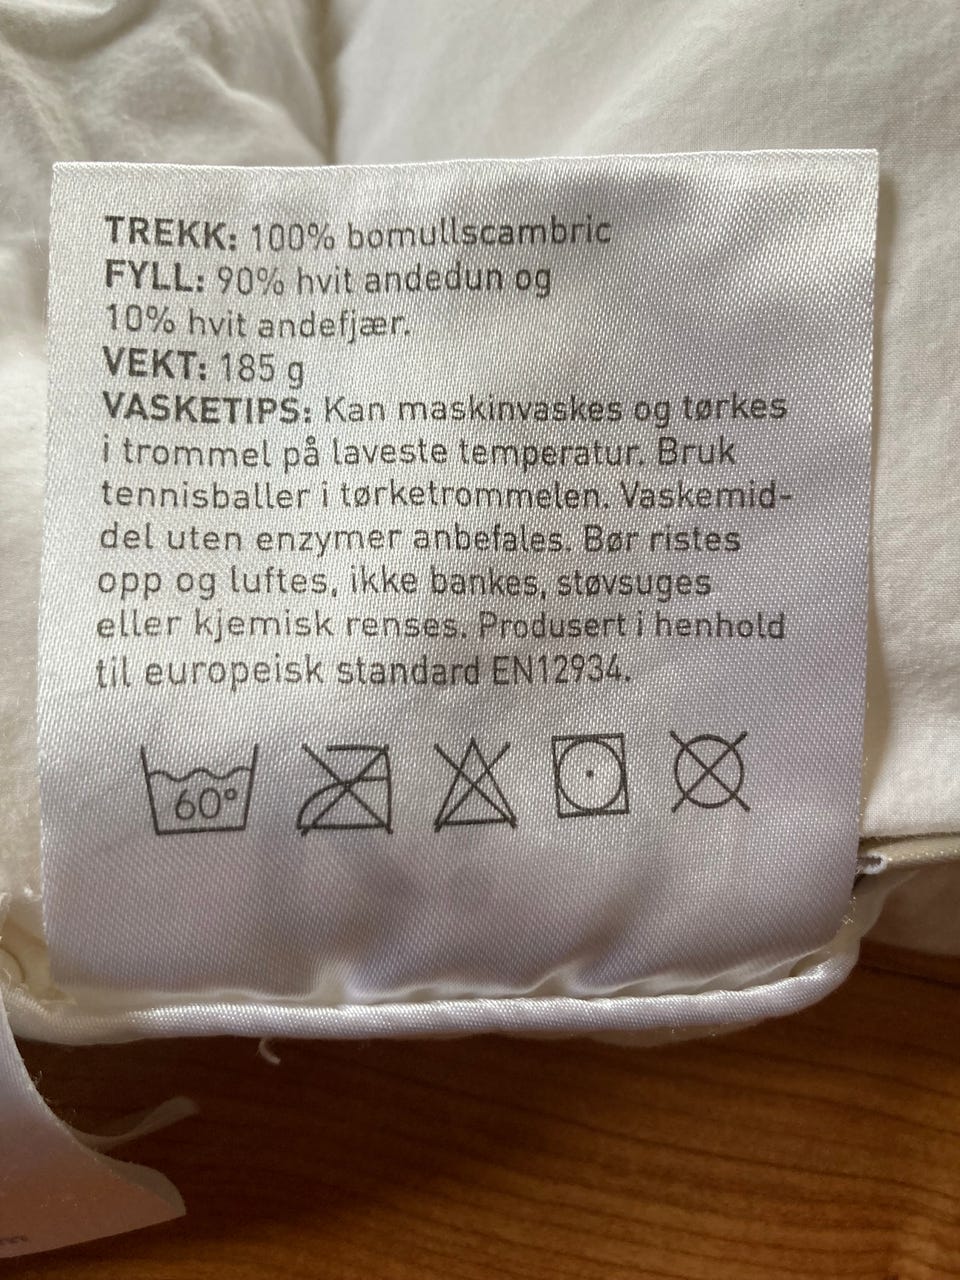 TREKK: 100% bomullscambric
FYLL: 90% hvit andedun og
10% hvit andefjær.
VEKT: 185 g
VASKETIPS: Kan maskinvaskes og tørkes
i trommel på laveste temperatur. Bruk
tennisballer i tørketrommelen. Vaskemid-
del uten enzymer anbefales. Bør ristes
opp og luftes, ikke bankes, støvsuges
eller kjemisk renses. Produsert i henhold
til europeisk standard EN12934.
60°